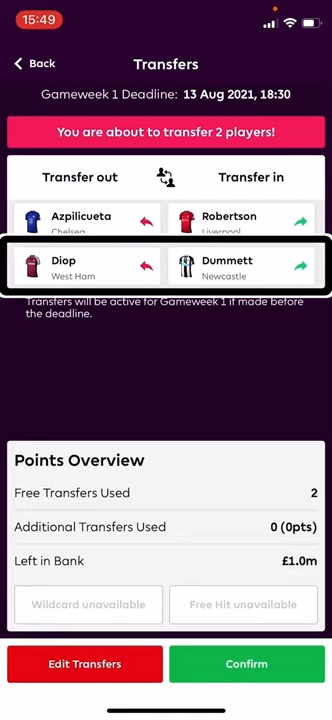 15:49
Back
Transfers
Gameweek 1 Deadline: 13 Aug 2021, 18:30
You are about to transfer 2 players!
Transfer out
Transfer in
Azpilicueta
Chelsea
Robertson
Liverpool
Diop
West Ham
Dummett
Newcastle
Transfers will be active for Gameweek 1 if made before
the deadline.
Points Overview
Free Transfers Used 2
Additional Transfers Used 0 (0pts)
Left in Bank £1.0m
Wildcard unavailable
Free Hit unavailable
Edit Transfers
Confirm